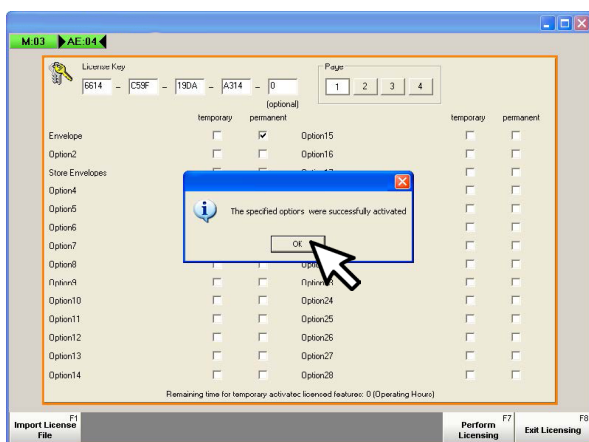 M:03 AE:04
License Key
Page
6614 – C59F – 19DA – A314 – 0
1 2 3 4
(optional)
temporary permanent temporary permanent
Envelope Option15
Option2 Option16
Store Envelopes
Option4
The specified options were successfully activated
Option5
Option6
OK
Option7
Option8
Option9
Option10 Option24
Option11 Option25
Option12 Option26
Option13 Option27
Option14 Option28
Remaining time for temporary activated licensed features: 0 (Operating Hours)
F1
Import License
File
F7
Perform
Licensing
F8
Exit Licensing